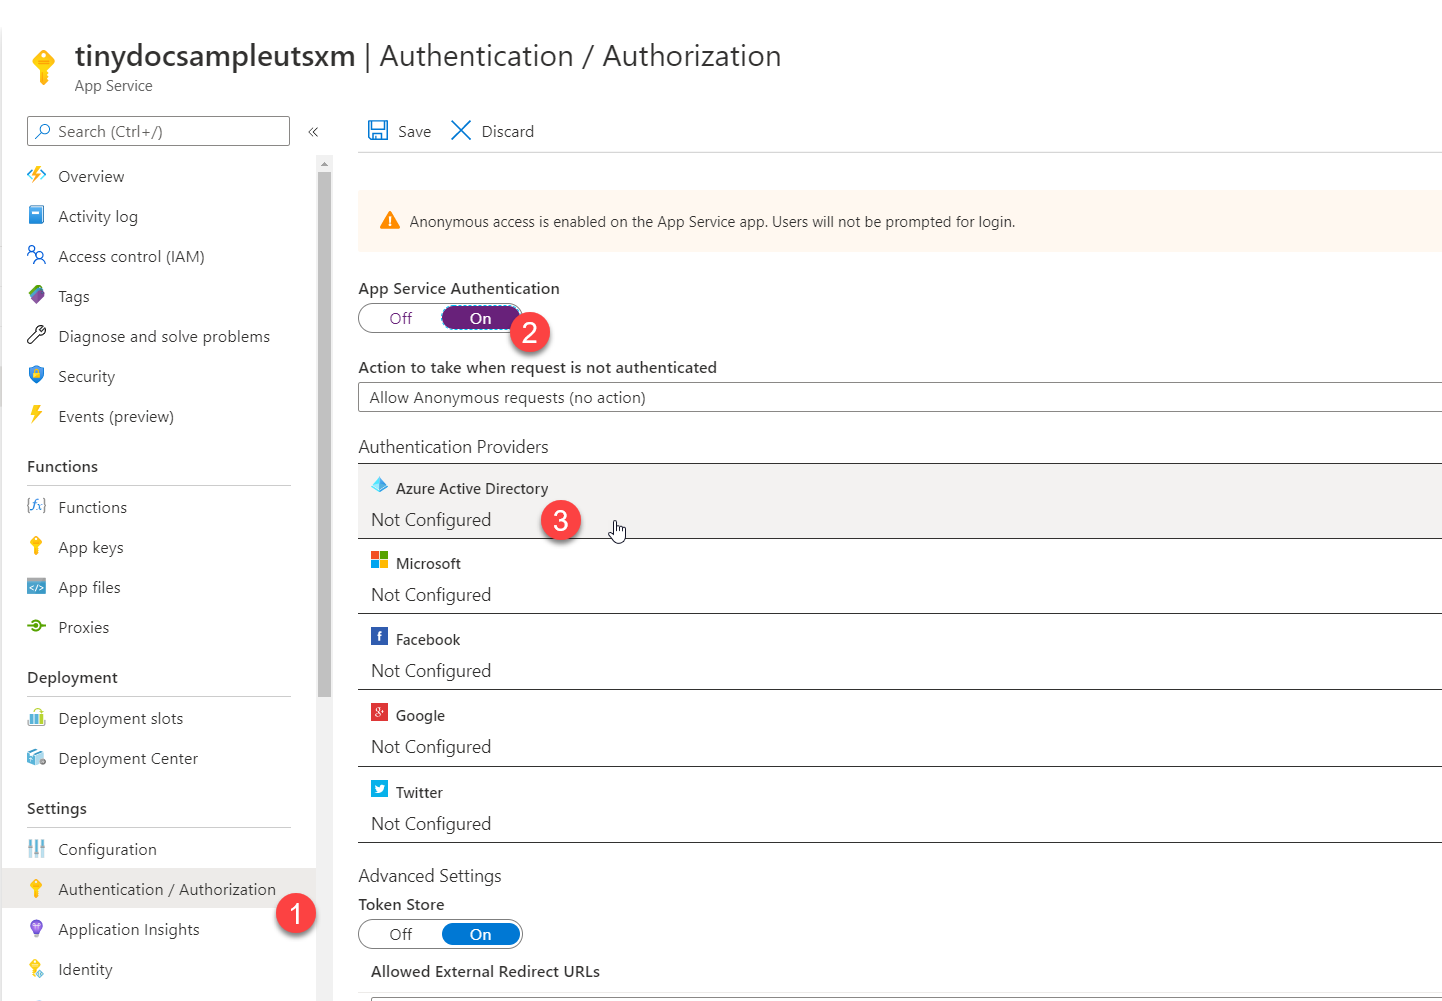 tinydocsampleutsxm | Authentication / Authorization
App Service
Search (Ctrl+/)
«
Overview
Activity log
Access control (IAM)
Tags
Diagnose and solve problems
Security
Events (preview)
Functions
Functions
App keys
App files
Proxies
Deployment
Deployment slots
Deployment Center
Settings
Configuration
Authentication / Authorization
1
Application Insights
Identity
Save
Discard
Anonymous access is enabled on the App Service app. Users will not be prompted for login.
App Service Authentication
Off On
2
Action to take when request is not authenticated
Allow Anonymous requests (no action)
Authentication Providers
Azure Active Directory
Not Configured
3
Microsoft
Not Configured
Facebook
Not Configured
Google
Not Configured
Twitter
Not Configured
Advanced Settings
Token Store
Off On
Allowed External Redirect URLs